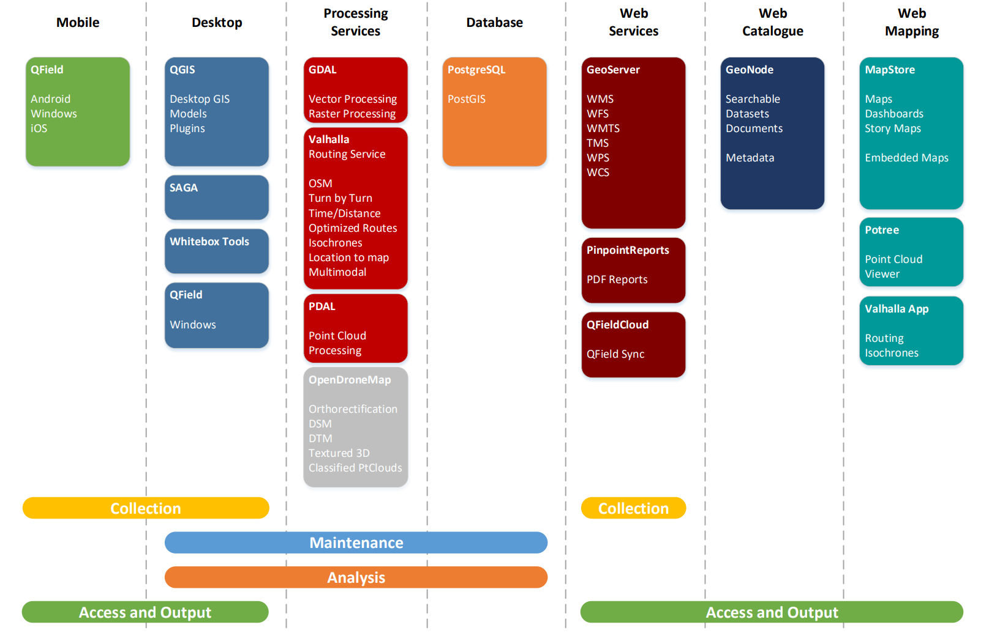 Mobile
Desktop
Processing
Services
Database
Web
Services
Web
Catalogue
Web
Mapping
QField
Android
Windows
iOS
QGIS
Desktop GIS
Models
Plugins
SAGA
Whitebox Tools
QField
Windows
GDAL
Vector Processing
Raster Processing
Valhalla
Routing Service
OSM
Turn by Turn
Time/Distance
Optimized Routes
Isochrones
Location to map
Multimodal
PDAL
Point Cloud
Processing
OpenDroneMap
Orthorectification
DSM
DTM
Textured 3D
Classified PtClouds
PostgreSQL
PostGIS
GeoServer
WMS
WFS
WMTS
TMS
WPS
WCS
PinpointReports
PDF Reports
QFieldCloud
QField Sync
GeoNode
Searchable
Datasets
Documents
Metadata
MapStore
Maps
Dashboards
Story Maps
Embedded Maps
Potree
Point Cloud
Viewer
Valhalla App
Routing
Isochrones
Collection
Collection
Maintenance
Analysis
Access and Output
Access and Output